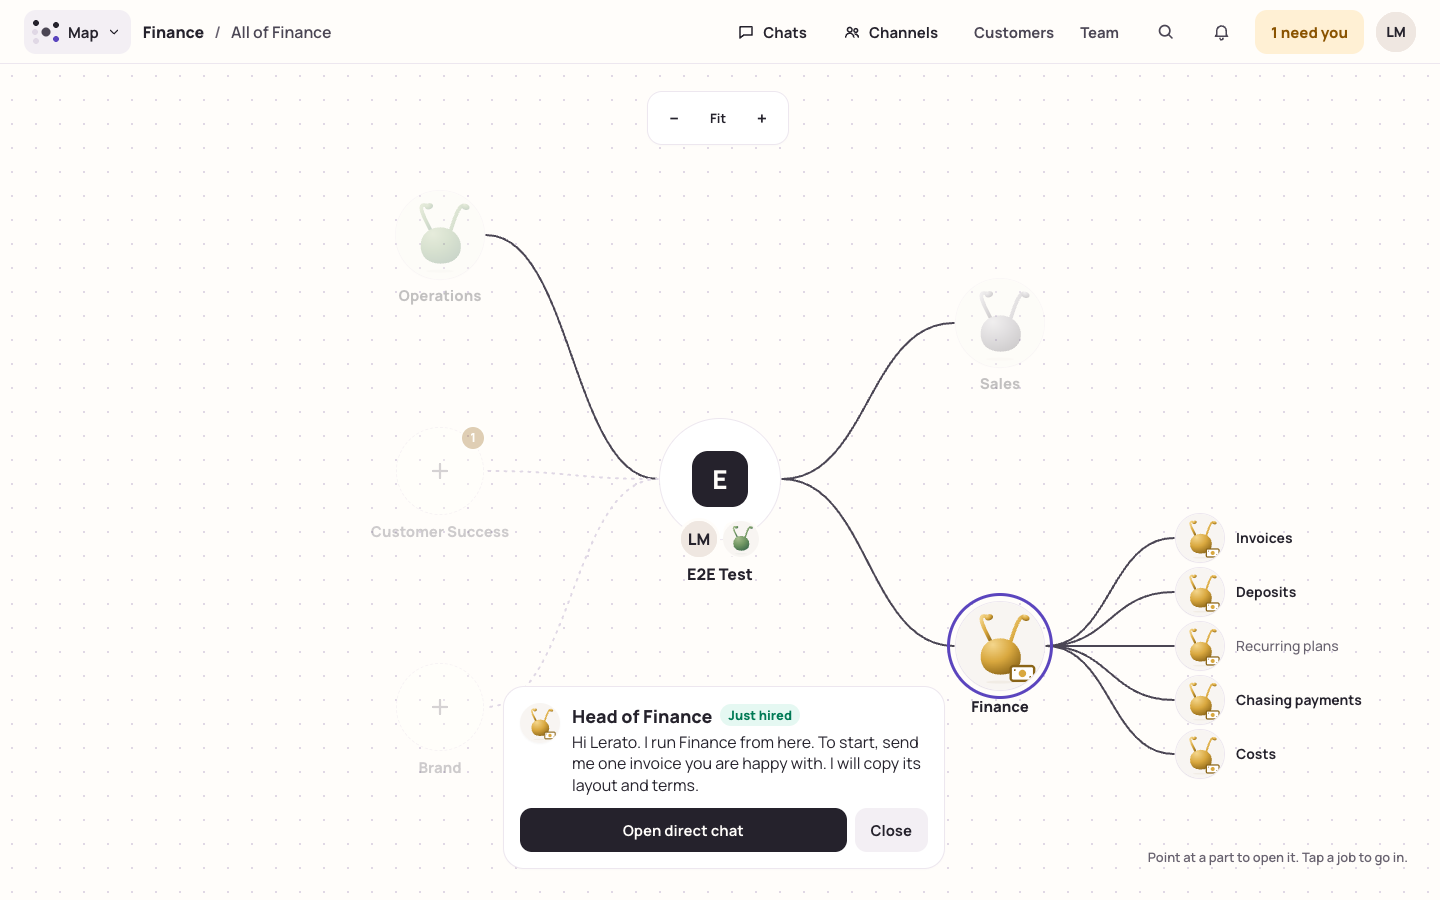 Map
Finance / All of Finance
Chats
Channels
Customers
Team
1 need you
LM
− Fit +
Operations
Sales
1
Customer Success
E
LM
E2E Test
Brand
Finance
Invoices
Deposits
Recurring plans
Chasing payments
Costs
Head of Finance
Just hired
Hi Lerato. I run Finance from here. To start, send
me one invoice you are happy with. I will copy its
layout and terms.
Open direct chat
Close
Point at a part to open it. Tap a job to go in.